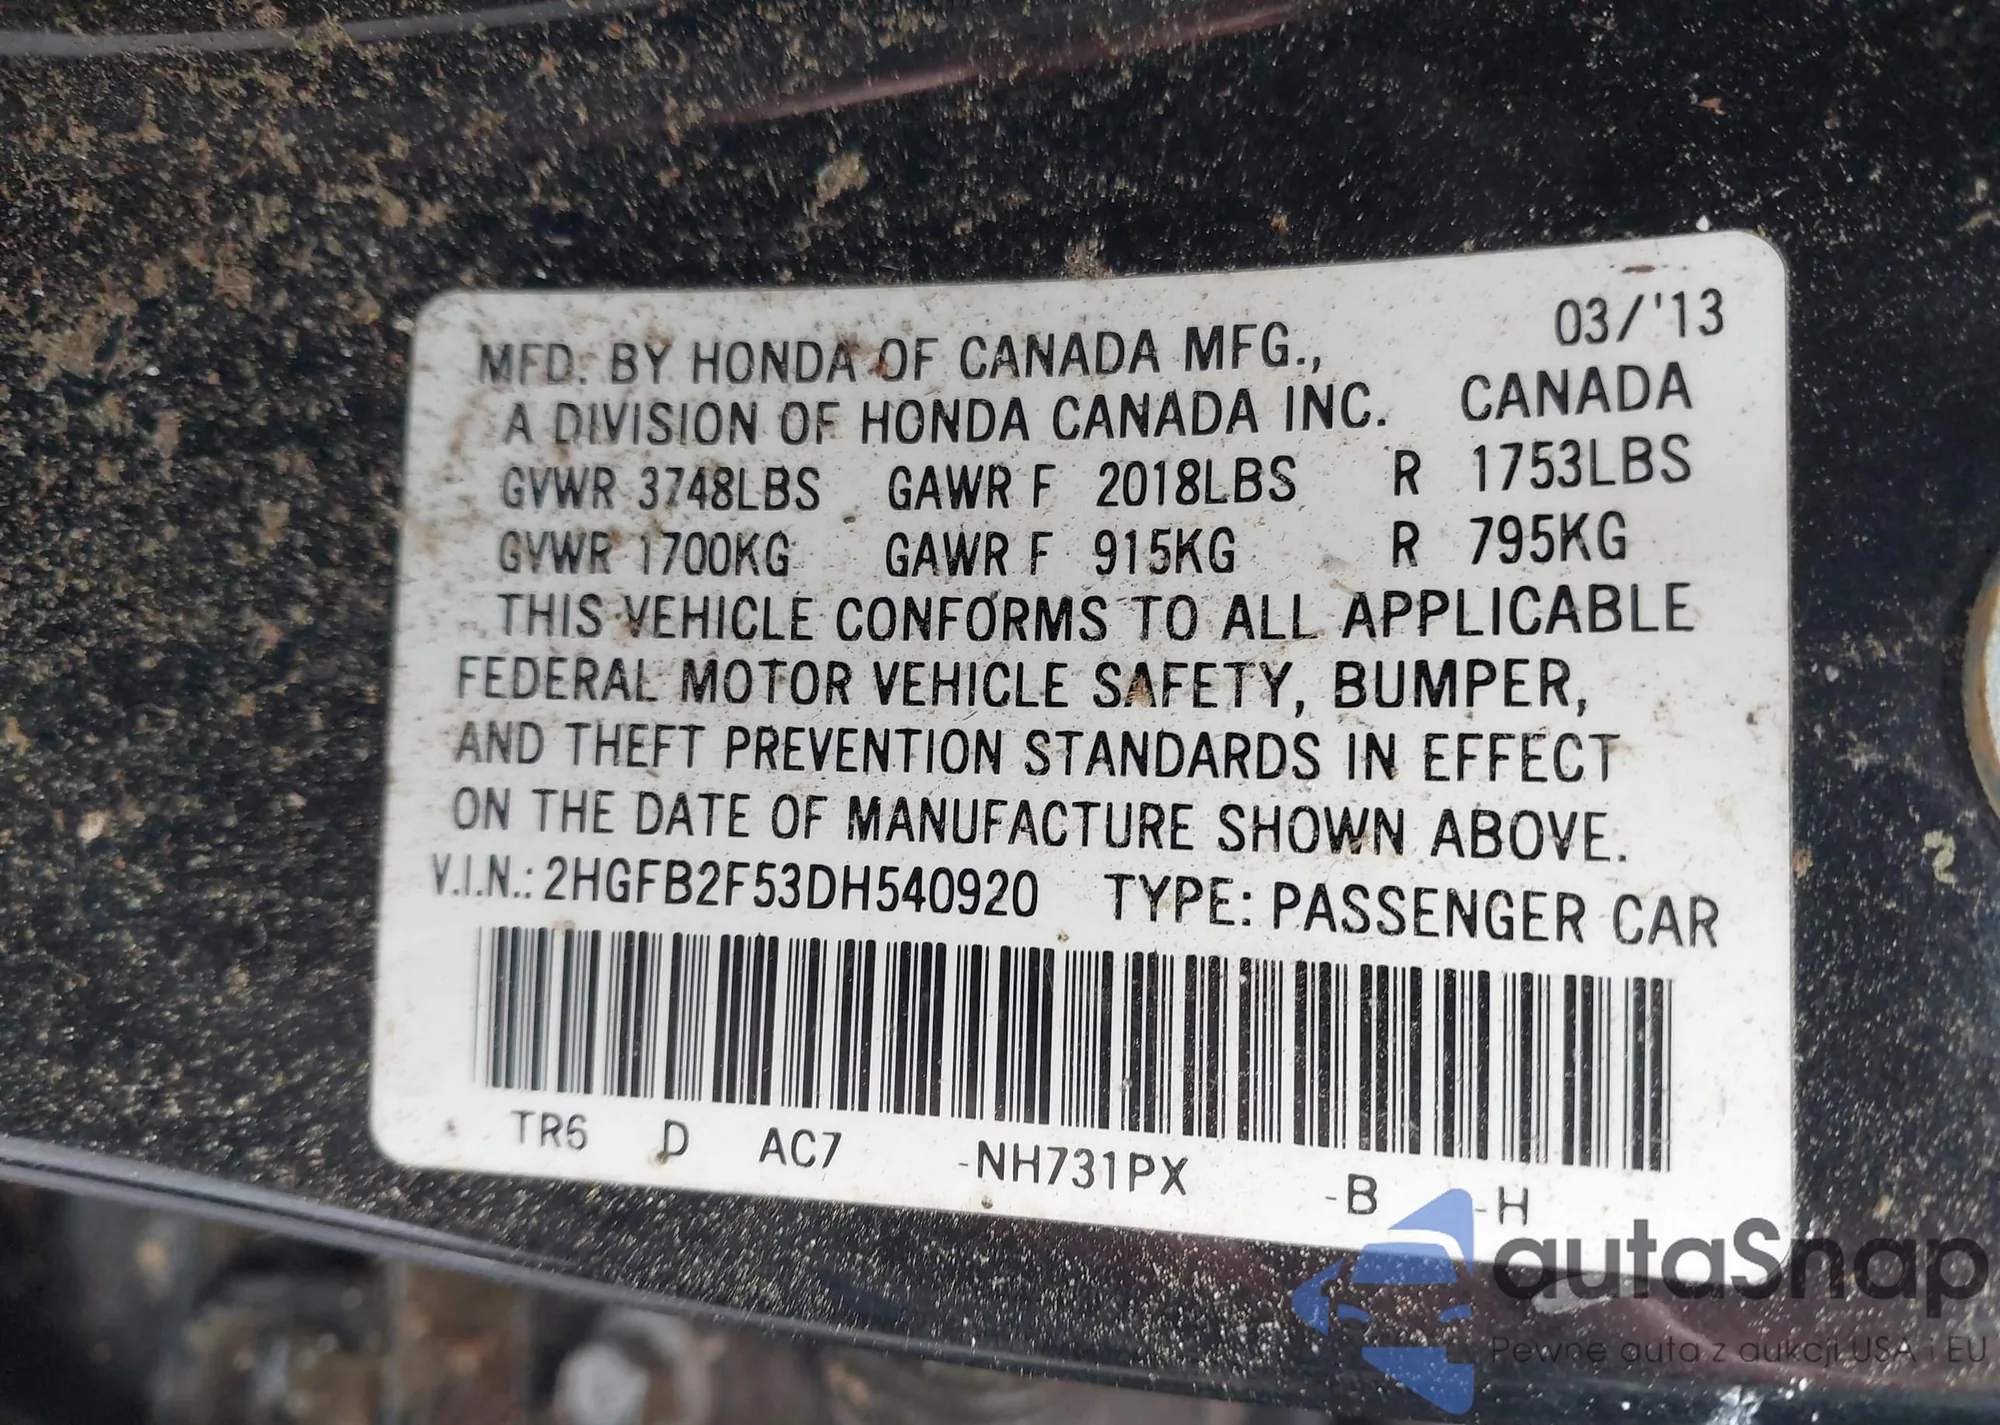 03/'13
MFD. BY HONDA OF CANADA MFG.,
A DIVISION OF HONDA CANADA INC. CANADA
GVWR 3748LBS GAWR F 2018LBS R 1753LBS
GVWR 1700KG GAWR F 915KG R 795KG
THIS VEHICLE CONFORMS TO ALL APPLICABLE
FEDERAL MOTOR VEHICLE SAFETY, BUMPER,
AND THEFT PREVENTION STANDARDS IN EFFECT
ON THE DATE OF MANUFACTURE SHOWN ABOVE.
V.I.N.: 2HGFB2F53DH540920 TYPE: PASSENGER CAR
TR6 D AC7 -NH731PX -B -H
autaSnap
Pewne auta z aukcji USA i EU